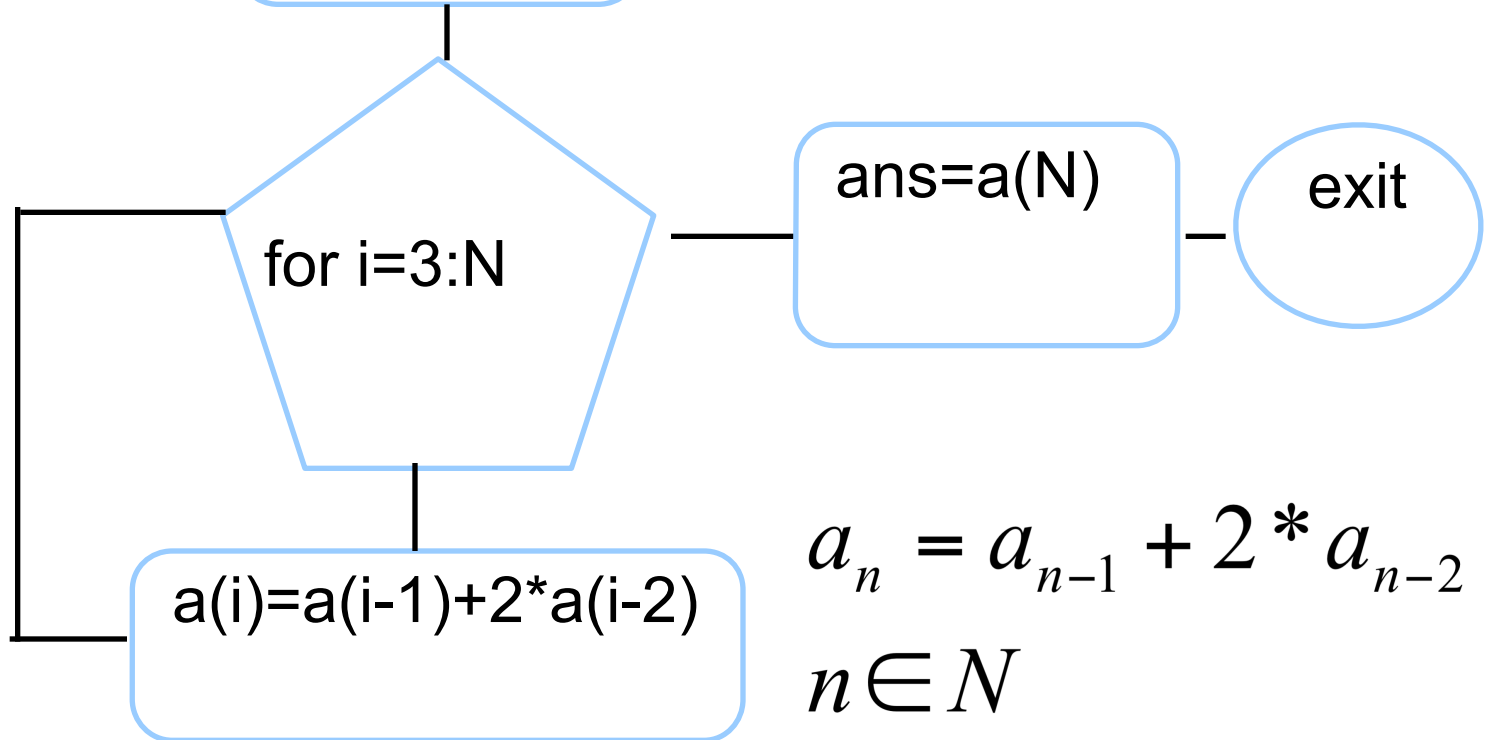 for i=3:N
ans=a(N)
exit
a(i)=a(i-1)+2*a(i-2)
aₙ = aₙ₋₁ + 2 * aₙ₋₂
n ∈ N